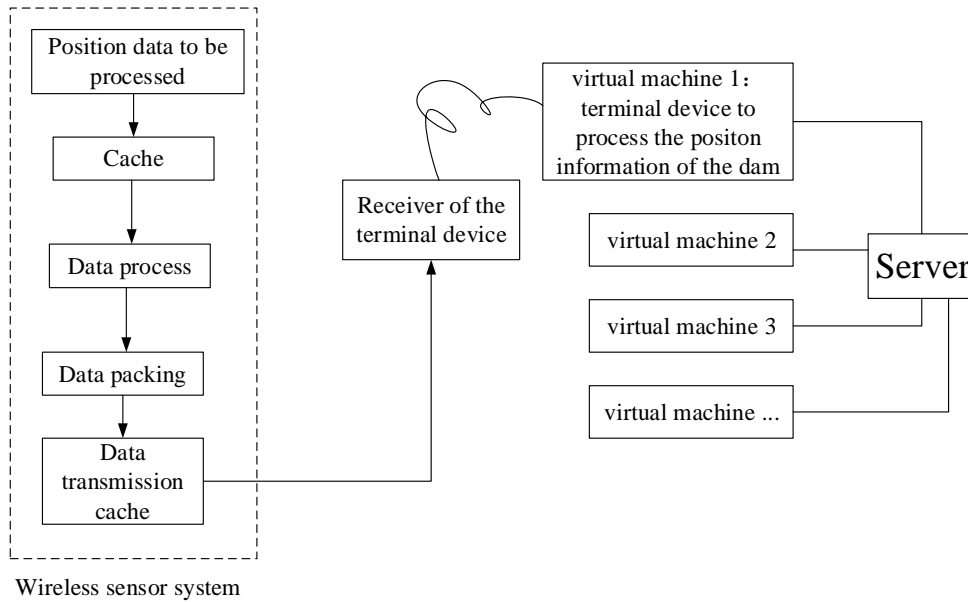 Position data to be
processed
Cache
Data process
Data packing
Data
transmission
cache
Wireless sensor system
Receiver of the
terminal device
virtual machine 1：
terminal device to
process the positon
information of the dam
virtual machine 2
virtual machine 3
virtual machine ...
Server